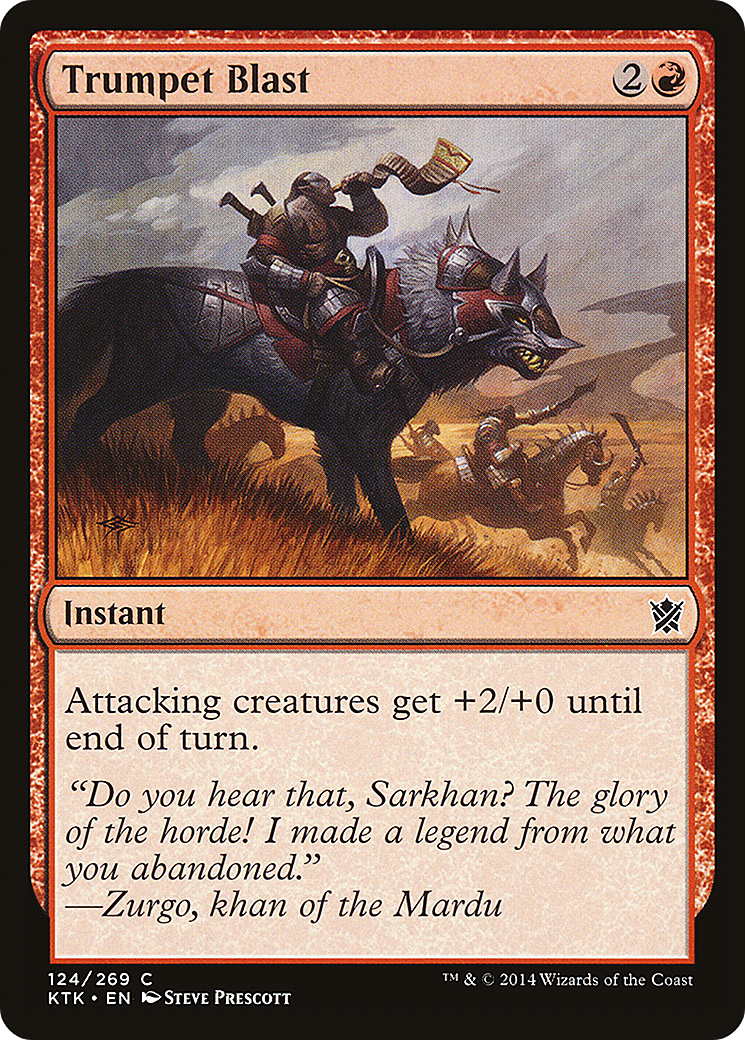 Trumpet Blast 2
Instant
Attacking creatures get +2/+0 until
end of turn.
“Do you hear that, Sarkhan? The glory
of the horde! I made a legend from what
you abandoned.”
—Zurgo, khan of the Mardu
124/269 C
KTK • EN Steve Prescott
™ & © 2014 Wizards of the Coast